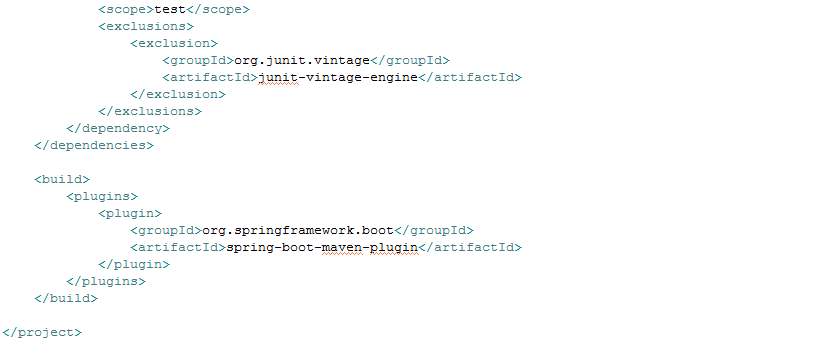 <scope>test</scope>
<exclusions>
<exclusion>
<groupId>org.junit.vintage</groupId>
<artifactId>junit-vintage-engine</artifactId>
</exclusion>
</exclusions>
</dependency>
</dependencies>
<build>
<plugins>
<plugin>
<groupId>org.springframework.boot</groupId>
<artifactId>spring-boot-maven-plugin</artifactId>
</plugin>
</plugins>
</build>
</project>